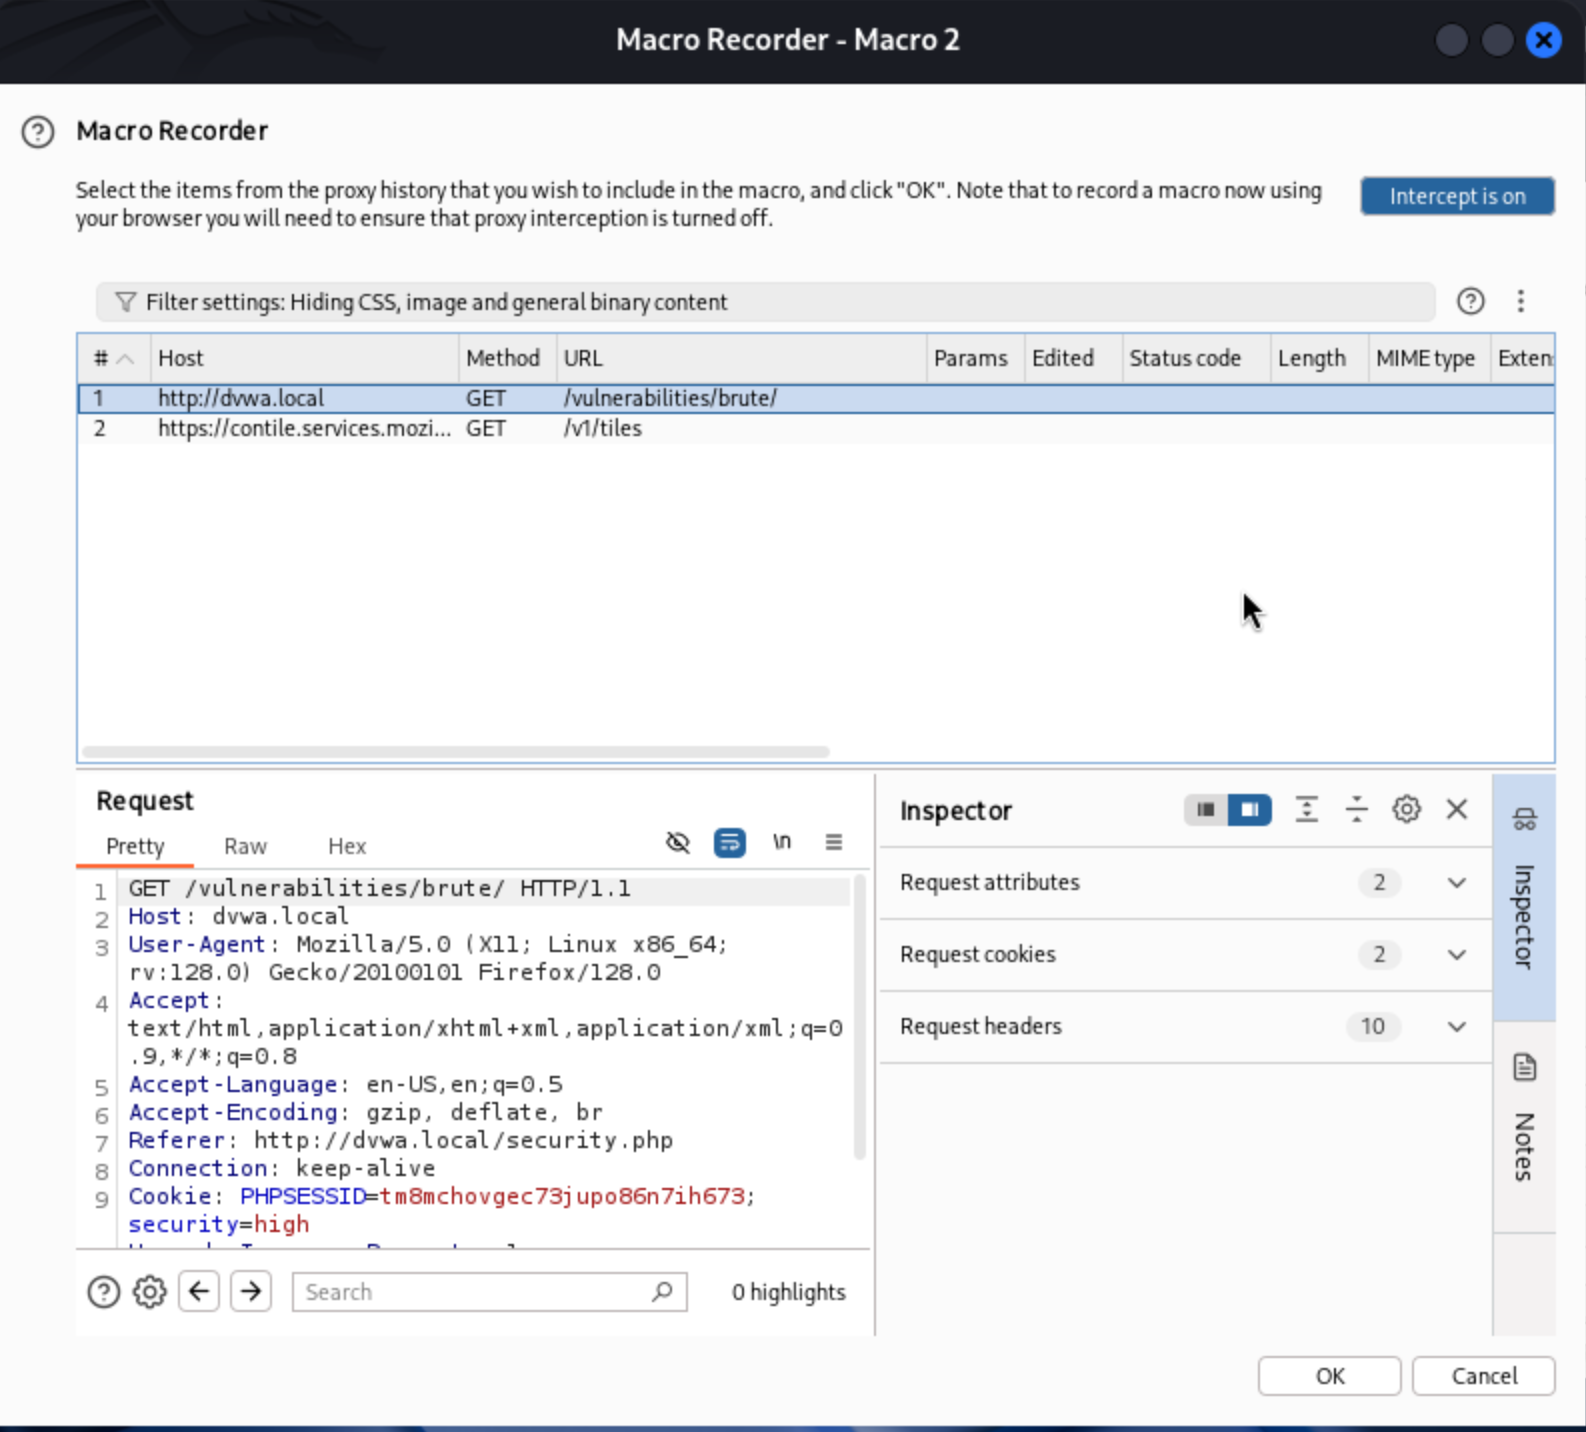 Macro Recorder - Macro 2
Macro Recorder
Select the items from the proxy history that you wish to include in the macro, and click "OK". Note that to record a macro now using
your browser you will need to ensure that proxy interception is turned off.
Intercept is on
Filter settings: Hiding CSS, image and general binary content
# Host Method URL Params Edited Status code Length MIME type Exten
1 http://dvwa.local GET /vulnerabilities/brute/
2 https://contile.services.mozi... GET /v1/tiles
Request
Pretty Raw Hex \n
1 GET /vulnerabilities/brute/ HTTP/1.1
2 Host: dvwa.local
3 User-Agent: Mozilla/5.0 (X11; Linux x86_64;
rv:128.0) Gecko/20100101 Firefox/128.0
4 Accept:
text/html,application/xhtml+xml,application/xml;q=0
.9,*/*;q=0.8
5 Accept-Language: en-US,en;q=0.5
6 Accept-Encoding: gzip, deflate, br
7 Referer: http://dvwa.local/security.php
8 Connection: keep-alive
9 Cookie: PHPSESSID=tm8mchovgec73jupo86n7ih673;
security=high
Search
0 highlights
Inspector
Request attributes 2
Request cookies 2
Request headers 10
Inspector
Notes
OK Cancel